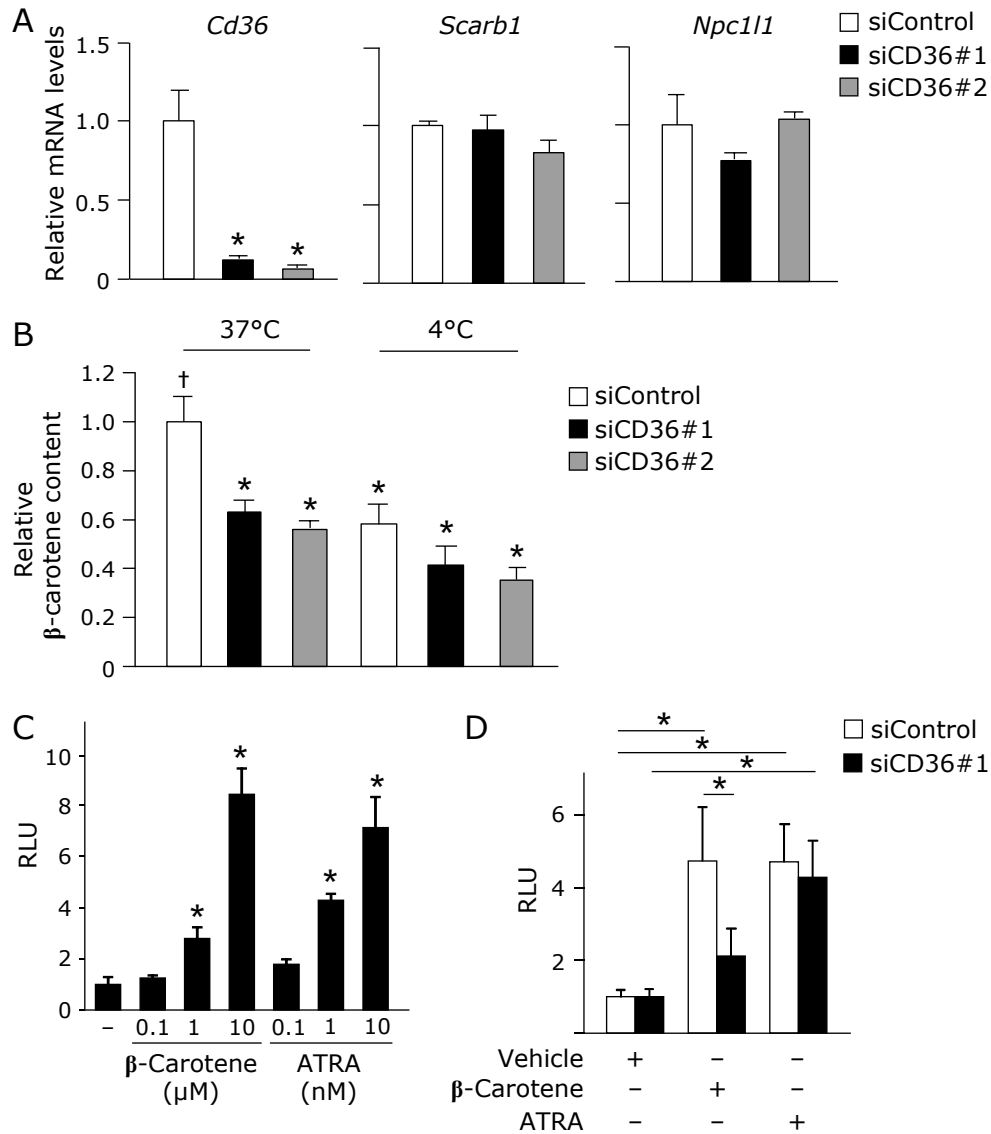 A
Cd36 Scarb1 Npc1l1
siControl
siCD36#1
siCD36#2
Relative mRNA levels
1.5
1.0
0.5
0
* *
B
37°C 4°C
Relative
β-carotene content
1.2
1.0
0.8
0.6
0.4
0.2
0
† * * * * *
siControl
siCD36#1
siCD36#2
C
RLU
10
8
6
4
2
0
* * * *
– 0.1 1 10 0.1 1 10
β-Carotene ATRA
(µM) (nM)
D
siControl
siCD36#1
*
*
*
*
RLU
6
4
2
Vehicle + – –
β-Carotene – + –
ATRA – – +